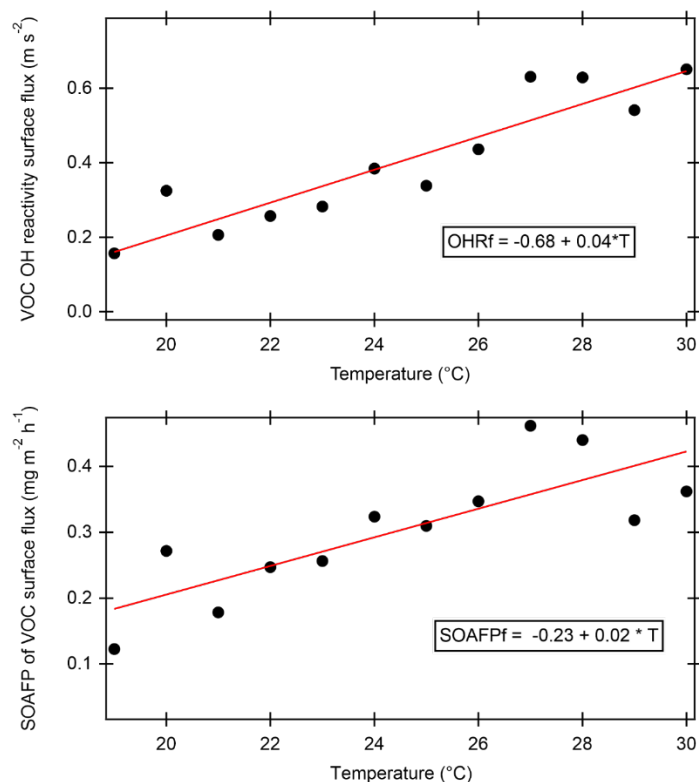 VOC OH reactivity surface flux (m s⁻²)
0.6
0.4
0.2
0.0
OHRf = -0.68 + 0.04*T
20 22 24 26 28 30
Temperature (°C)
SOAFP of VOC surface flux (mg m⁻² h⁻¹)
0.4
0.3
0.2
0.1
SOAFPf = -0.23 + 0.02 * T
20 22 24 26 28 30
Temperature (°C)